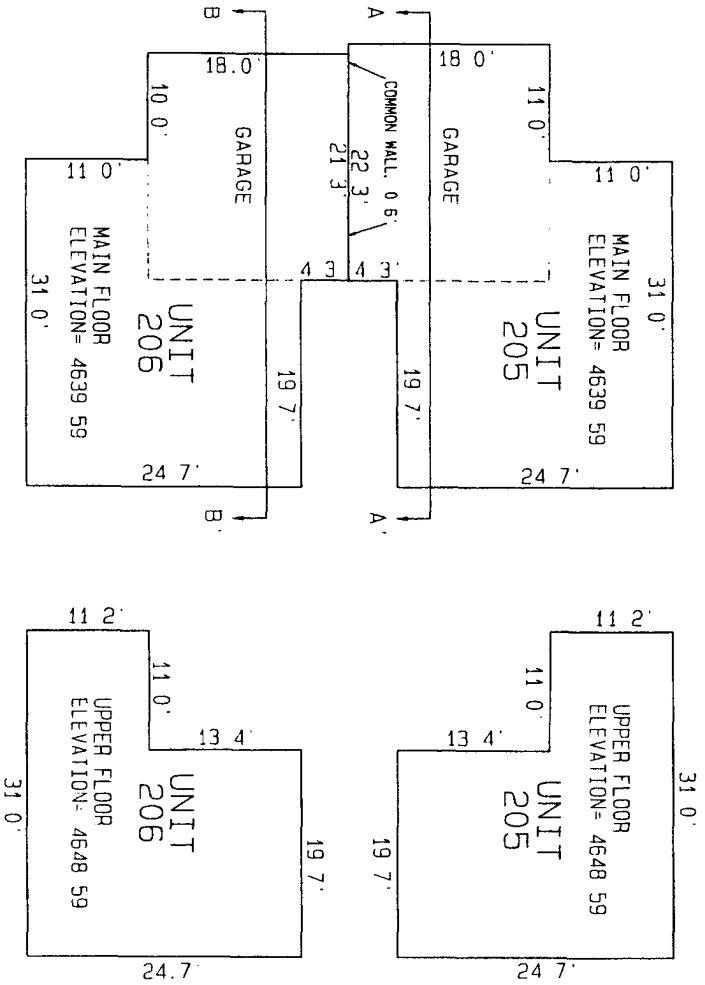 B
A
18.0'
18 0'
10 0'
11 0'
COMMON WALL, 0 6'
GARAGE
GARAGE
22 3'
21 3'
11 0'
11 0'
4 3'
4 3'
MAIN FLOOR
ELEVATION= 4639 59
31 0'
UNIT
206
MAIN FLOOR
ELEVATION= 4639 59
31 0'
UNIT
205
19 7'
19 7'
24 7'
24 7'
B'
A'
11 2'
11 2'
11 0'
11 0'
UPPER FLOOR
ELEVATION= 4648 59
31 0'
UNIT
206
13 4'
13 4'
UPPER FLOOR
ELEVATION= 4648 59
31 0'
UNIT
205
19 7'
19 7'
24.7
24 7'